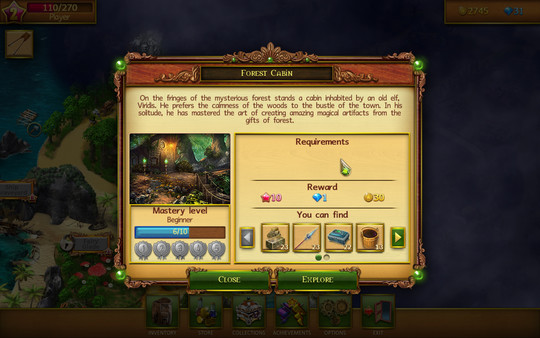 110/270
2
Player
2745
31
Forest Cabin
On the fringes of the mysterious forest stands a cabin inhabited by an old elf,
Viridis. He prefers the calmness of the woods to the bustle of the town. In his
solitude, he has mastered the art of creating amazing magical artifacts from the
gifts of forest.
Requirements
Reward
10 1 30
Mastery level
Beginner
6/10
You can find
Close Explore
Inventory Store Collections Achievements Options Exit